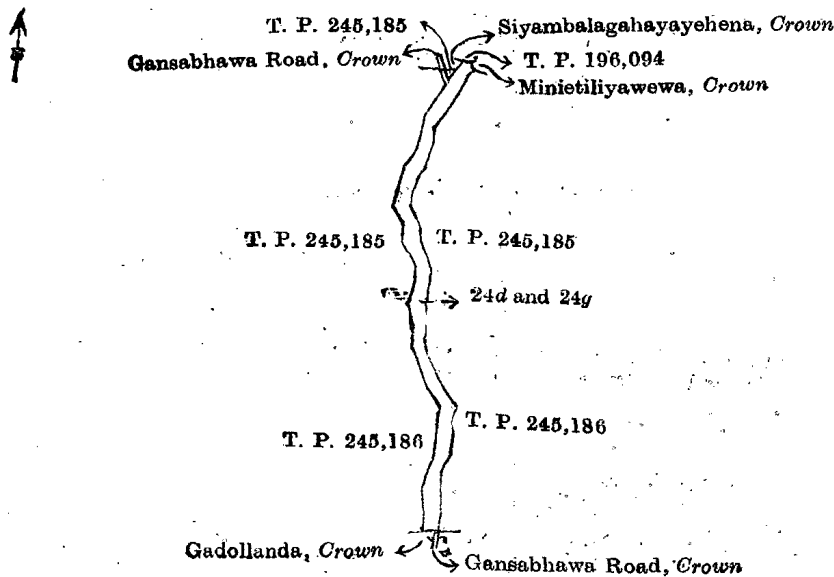 T. P. 245,185
Siyambalagahayayehena, Crown
Gansabhawa Road, Crown
T. P. 196,094
Minietiliyawewa, Crown
T. P. 245,185
T. P. 245,185
24d and 24g
T. P. 245,186
T. P. 245,186
Gadollanda, Crown
Gansabhawa Road, Crown